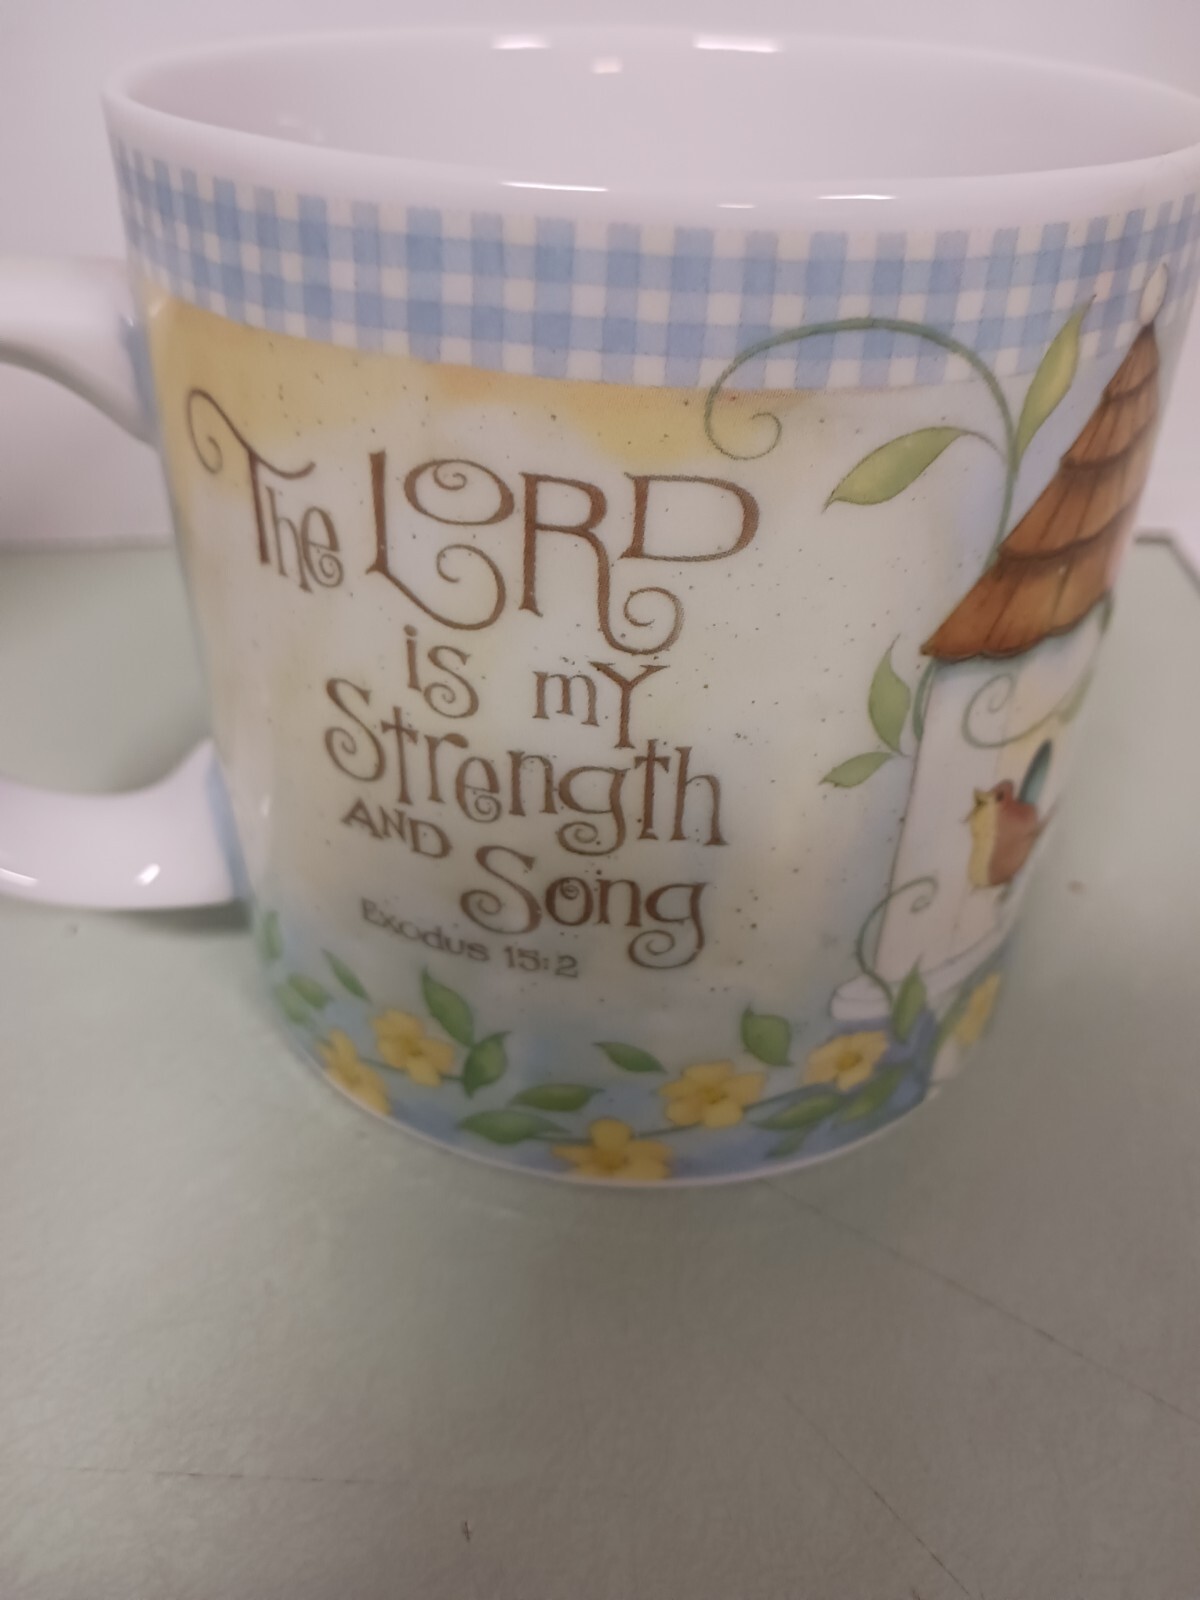 The LORD
is my
Strength
AND Song
Exodus 15:2